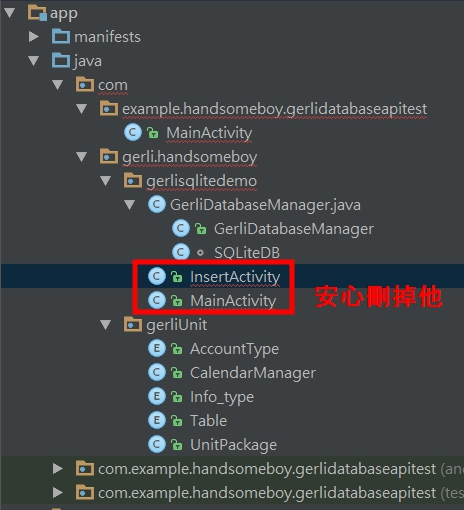 app
manifests
java
com
example.handsomeboy.gerlidatabaseapitest
MainActivity
gerli.handsomeboy
gerlisqlitedemo
GerliDatabaseManager.java
GerliDatabaseManager
SQLiteDB
InsertActivity
MainActivity
安心刪掉他
gerliUnit
AccountType
CalendarManager
Info_type
Table
UnitPackage
com.example.handsomeboy.gerlidatabaseapitest (an
com.example.handsomeboy.gerlidatabaseapitest (tes